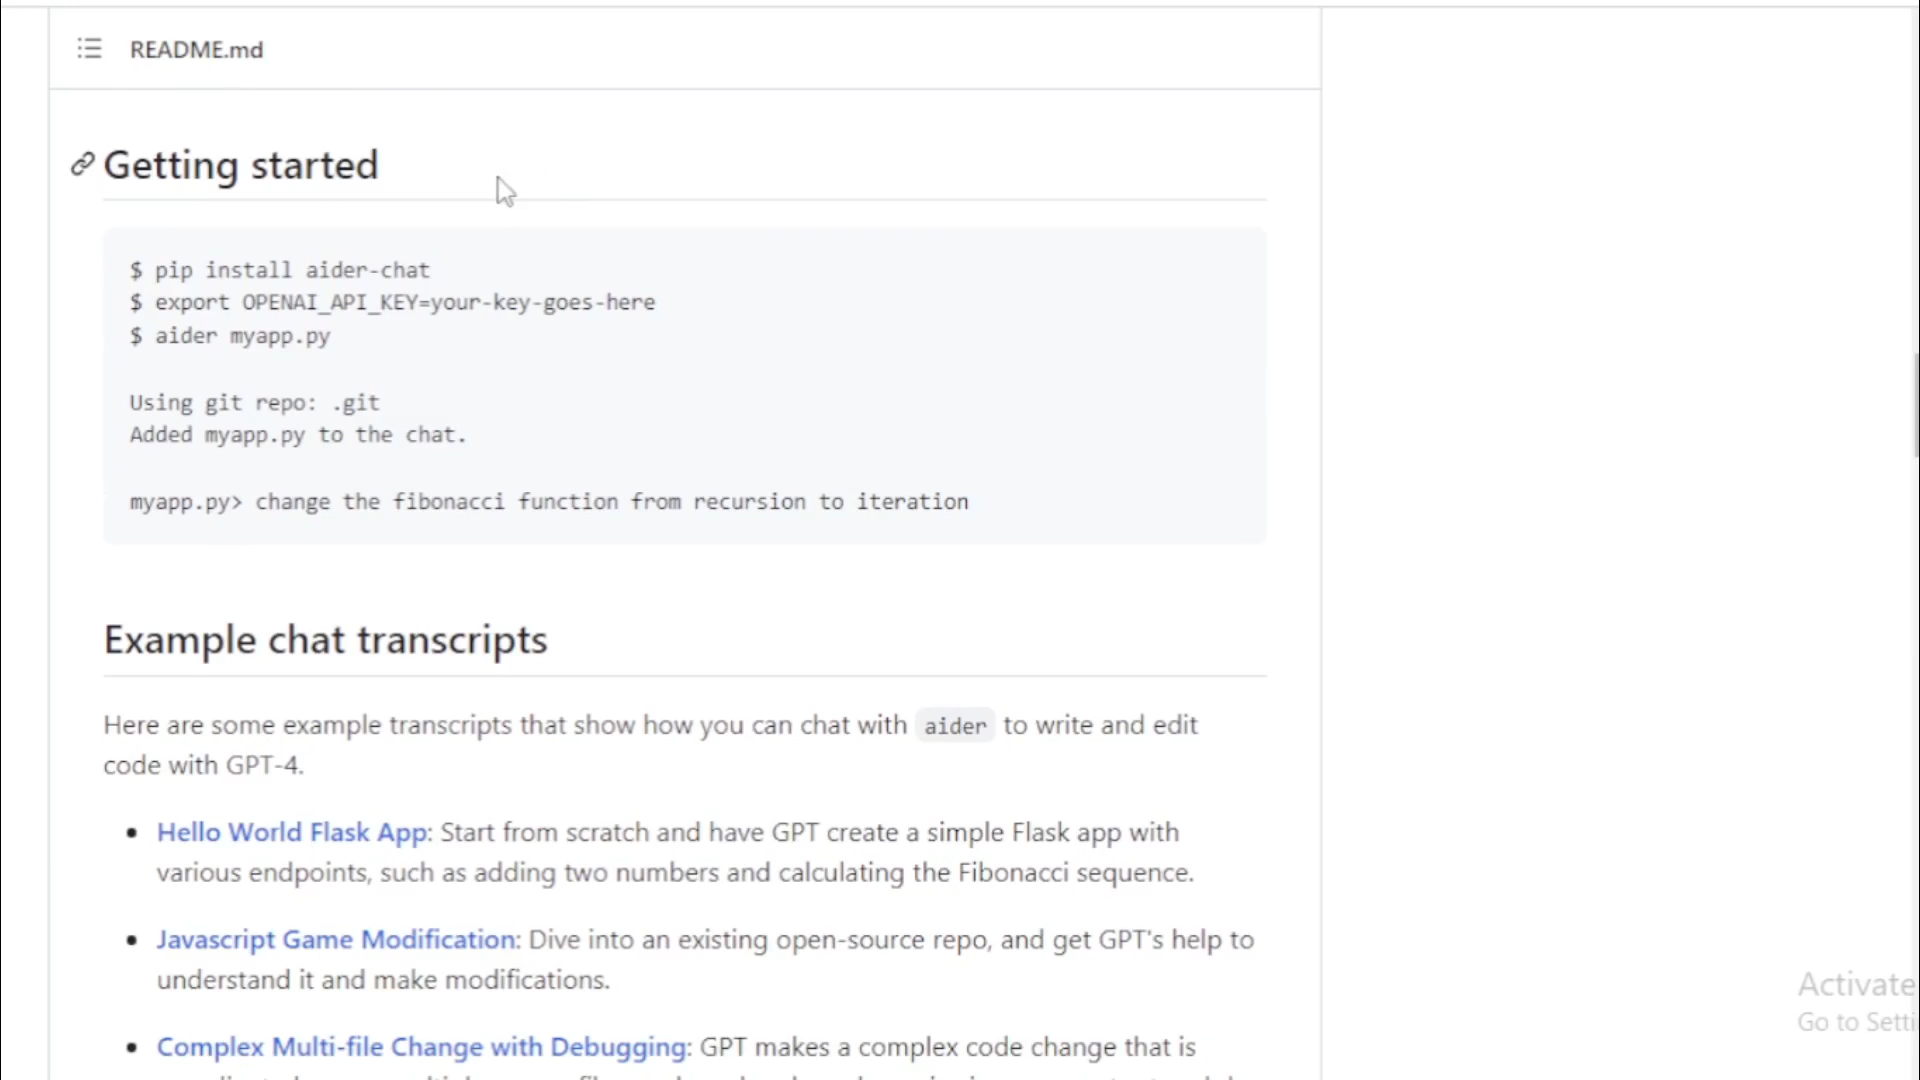 README.md
Getting started
$ pip install aider-chat
$ export OPENAI_API_KEY=your-key-goes-here
$ aider myapp.py
Using git repo: .git
Added myapp.py to the chat.
myapp.py> change the fibonacci function from recursion to iteration
Example chat transcripts
Here are some example transcripts that show how you can chat with aider to write and edit
code with GPT-4.
Hello World Flask App: Start from scratch and have GPT create a simple Flask app with
various endpoints, such as adding two numbers and calculating the Fibonacci sequence.
Javascript Game Modification: Dive into an existing open-source repo, and get GPT's help to
understand it and make modifications.
Complex Multi-file Change with Debugging: GPT makes a complex code change that is
Activate
Go to Setti